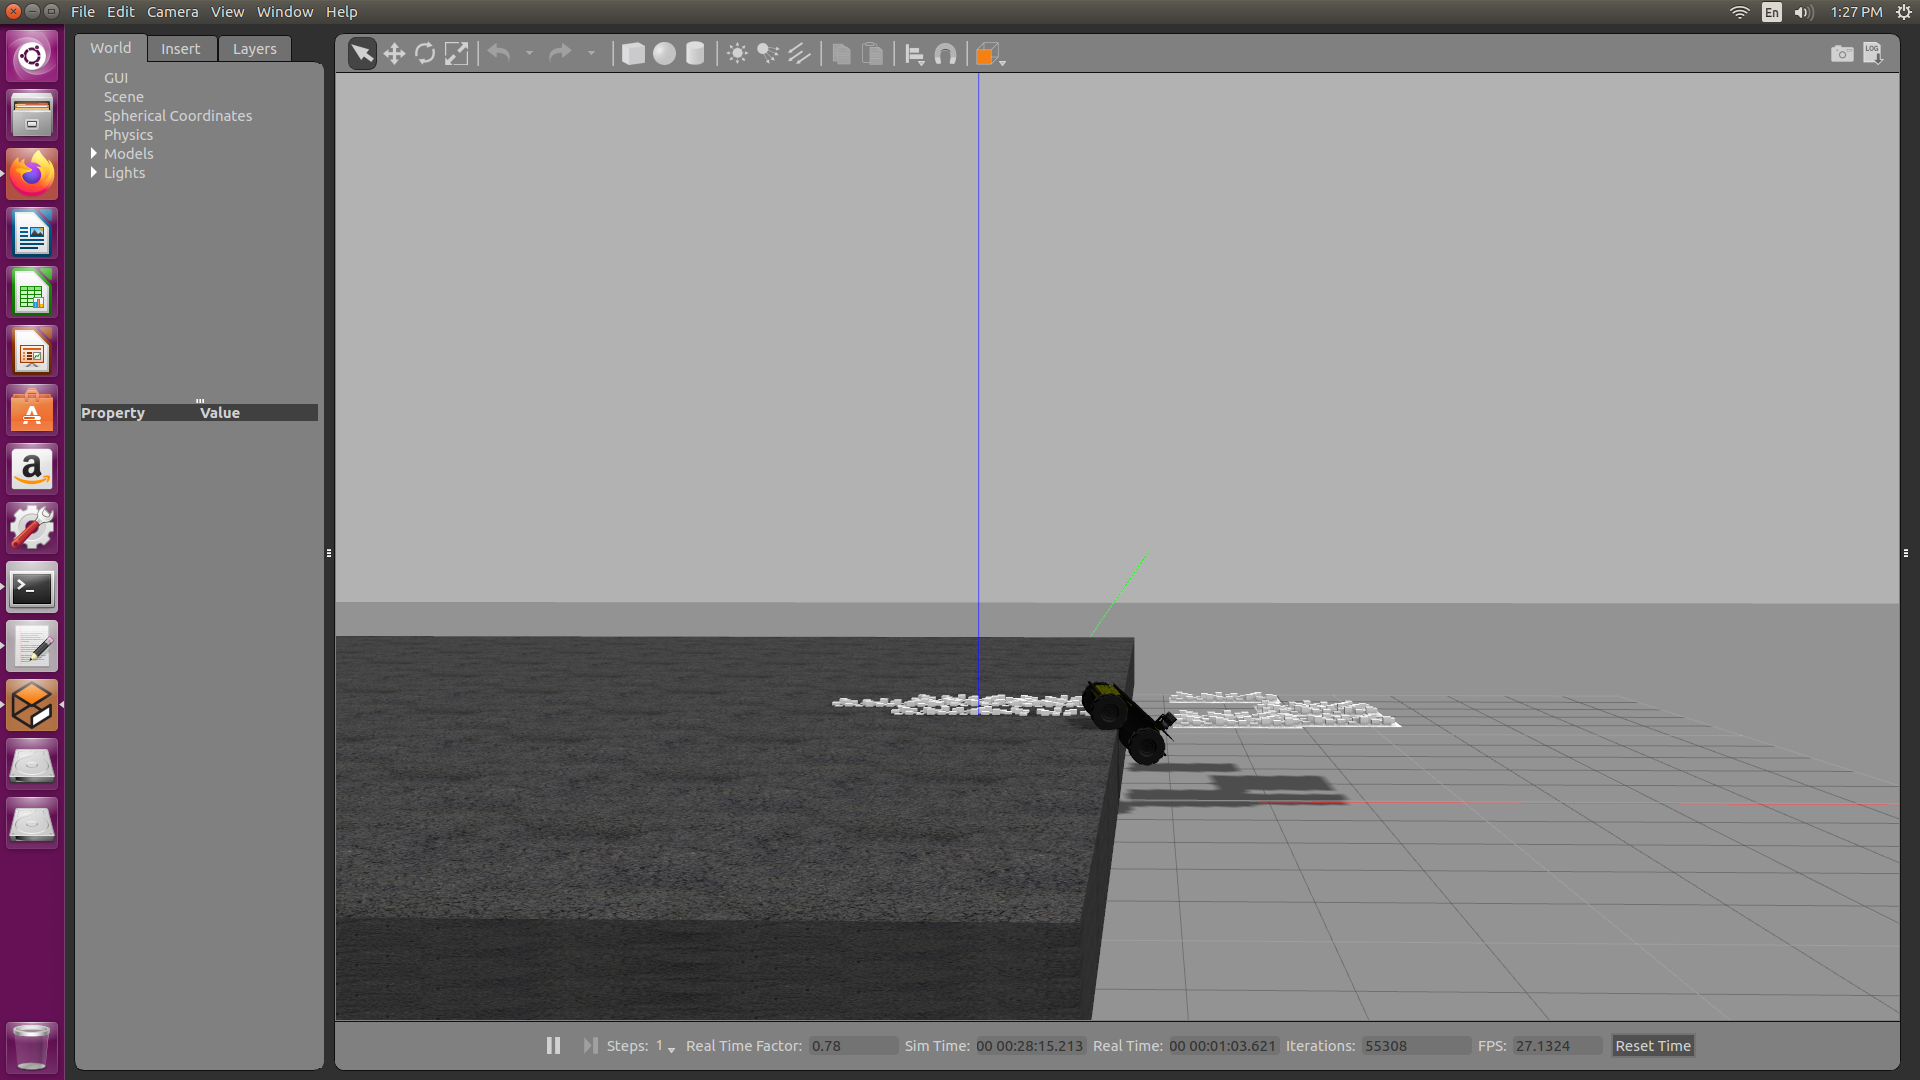 File Edit Camera View Window Help
En
1:27 PM
World Insert Layers
LOG
GUI
Scene
Spherical Coordinates
Physics
Models
Lights
Property Value
Steps: 1 Real Time Factor: 0.78 Sim Time: 00 00:28:15.213 Real Time: 00 00:01:03.621 Iterations: 55308 FPS: 27.1324 Reset Time